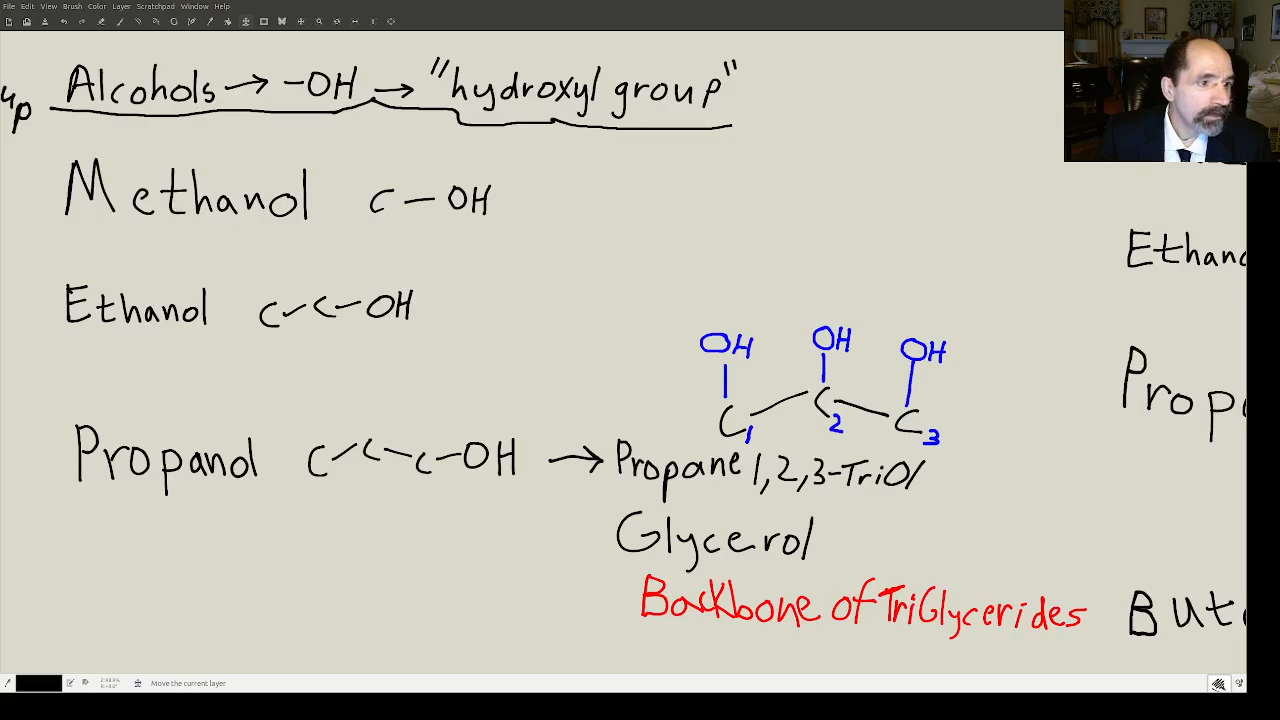 File Edit View Brush Color Layer Scratchpad Window Help
up Alcohols → -OH → "hydroxyl group"
Methanol C - OH
Ethan
Ethanol C - C - OH
OH OH OH
Prop
C1 C2 C3
Propanol C - C - C - OH → Propane 1,2,3-TriOl
Glycerol
Backbone of TriGlycerides
But
Move the current layer